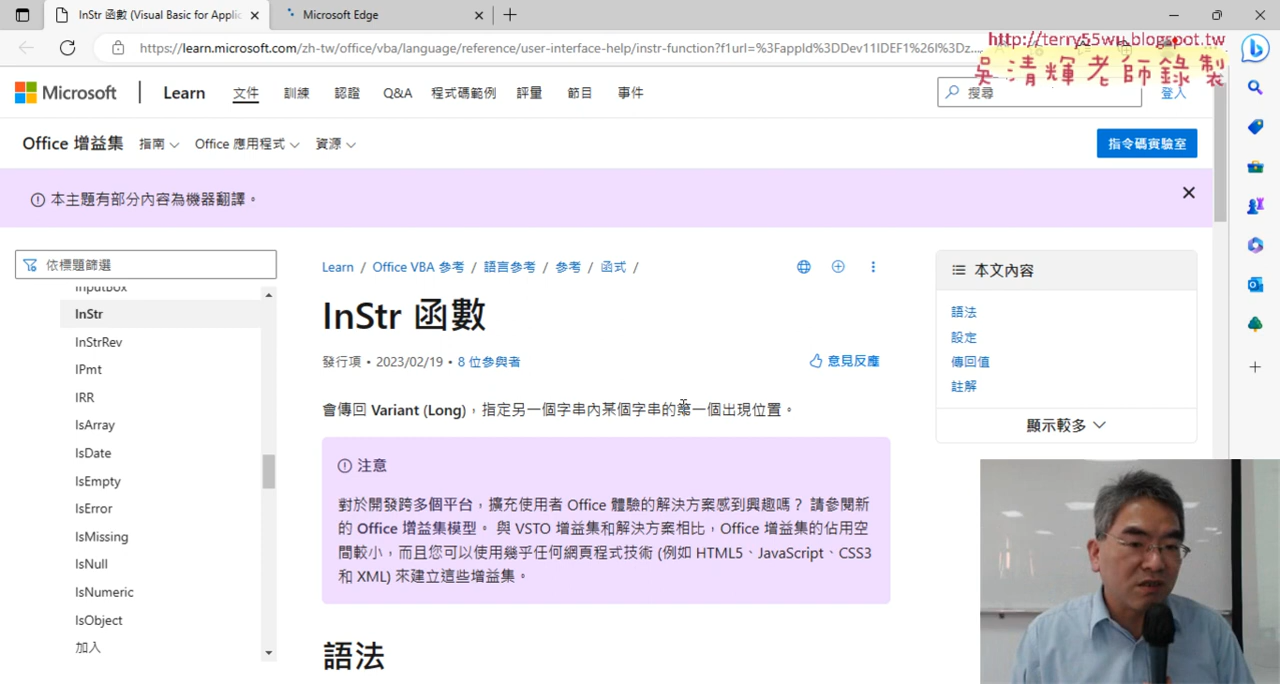 InStr 函數 (Visual Basic for Applic
Microsoft Edge
https://learn.microsoft.com/zh-tw/office/vba/language/reference/user-interface-help/instr-function?f1url=%3FappId%3DDev11IDEF1%26l%3Dz...
http://terry55wu.blogspot.tw
吳清輝老師錄製
Microsoft
Learn
文件
訓練
認證
Q&A
程式碼範例
評量
節目
事件
搜尋
登入
Office 增益集
指南
Office 應用程式
資源
指令碼實驗室
本主題有部分內容為機器翻譯。
依標題篩選
InputBox
InStr
InStrRev
IPmt
IRR
IsArray
IsDate
IsEmpty
IsError
IsMissing
IsNull
IsNumeric
IsObject
加入
Learn / Office VBA 參考 / 語言參考 / 參考 / 函式 /
InStr 函數
發行項 • 2023/02/19 • 8 位參與者
意見反應
會傳回 Variant (Long)，指定另一個字串內某個字串的第一個出現位置。
注意
對於開發跨多個平台，擴充使用者 Office 體驗的解決方案感到興趣嗎？ 請參閱新
的 Office 增益集模型。 與 VSTO 增益集和解決方案相比，Office 增益集的佔用空
間較小，而且您可以使用幾乎任何網頁程式技術 (例如 HTML5、JavaScript、CSS3
和 XML) 來建立這些增益集。
語法
本文內容
語法
設定
傳回值
註解
顯示較多